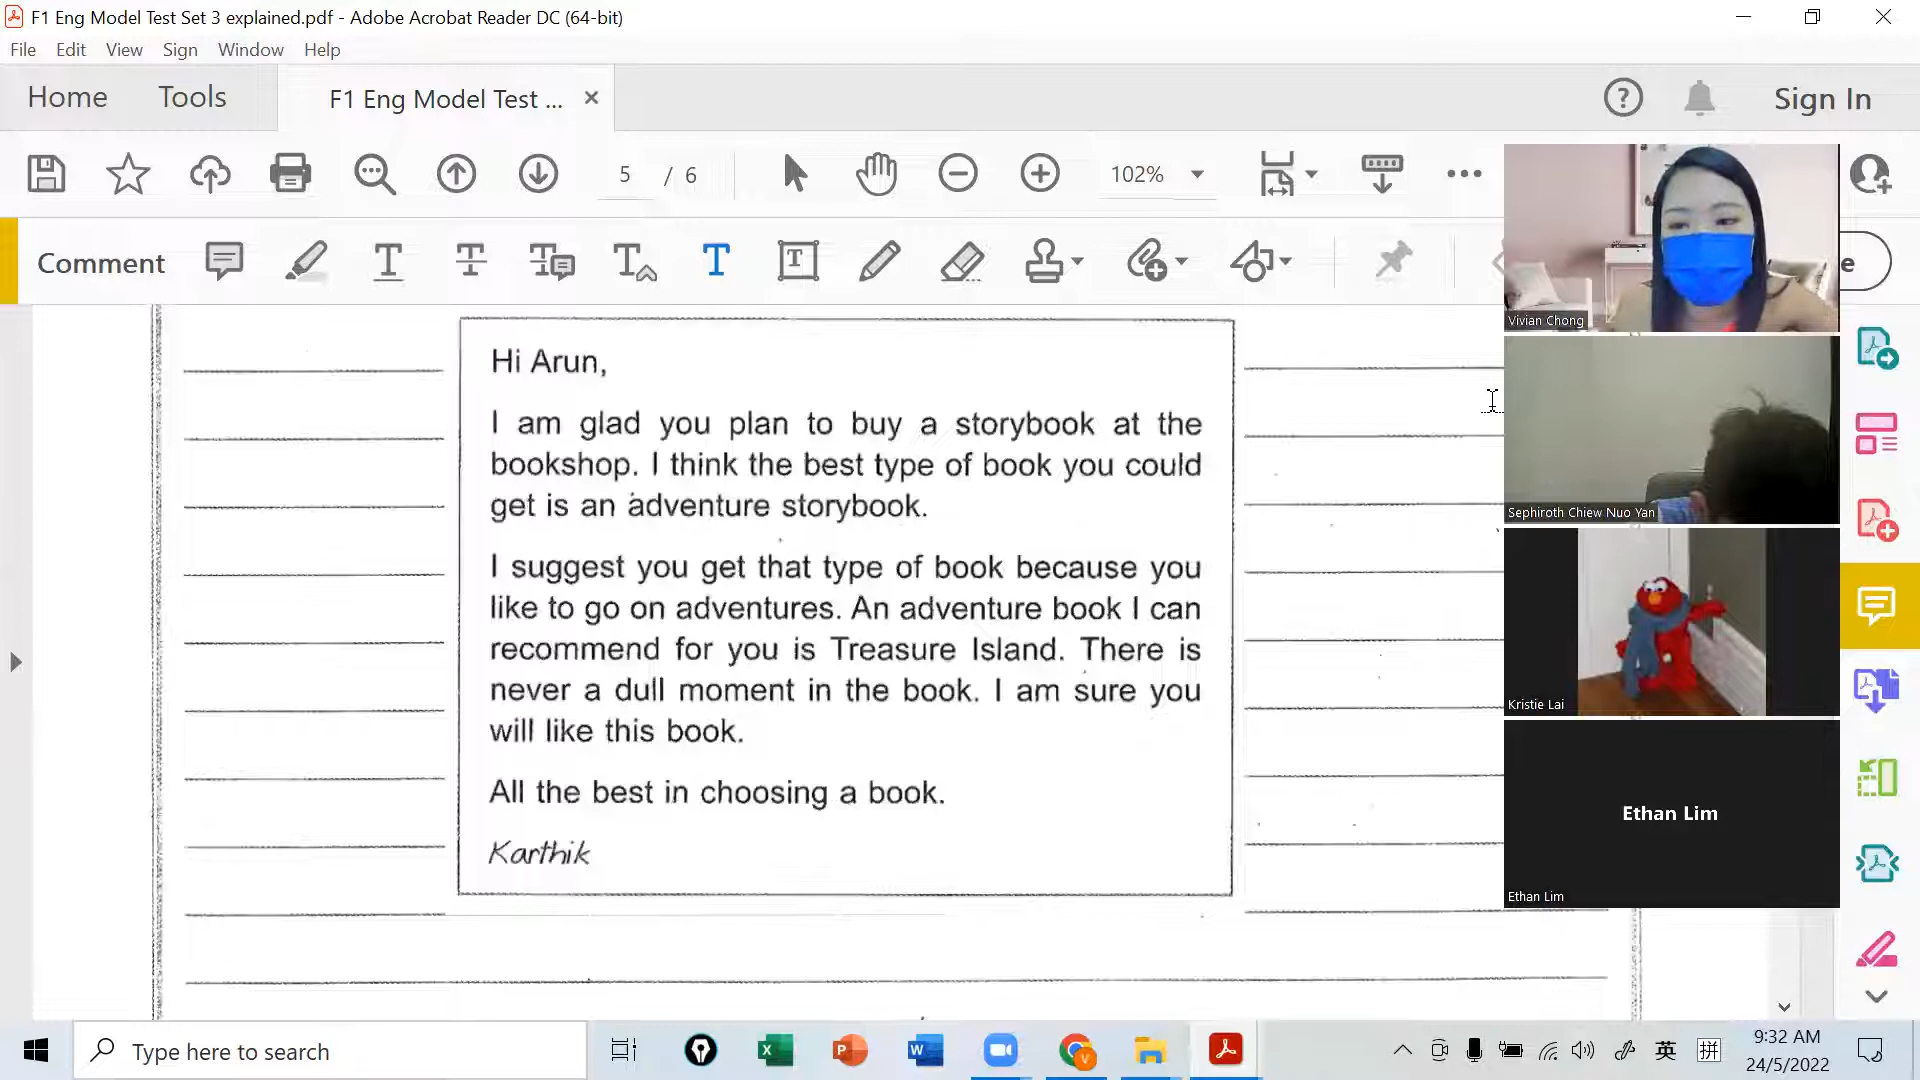 F1 Eng Model Test Set 3 explained.pdf - Adobe Acrobat Reader DC (64-bit)
File Edit View Sign Window Help
Home Tools F1 Eng Model Test ... Sign In
5 / 6 102%
Comment
Hi Arun,
I am glad you plan to buy a storybook at the
bookshop. I think the best type of book you could
get is an adventure storybook.
I suggest you get that type of book because you
like to go on adventures. An adventure book I can
recommend for you is Treasure Island. There is
never a dull moment in the book. I am sure you
will like this book.
All the best in choosing a book.
Karthik
Vivian Chong
Sephiroth Chiew Nuo Yan
Kristie Lai
Ethan Lim
Ethan Lim
Type here to search
英 拼
9:32 AM
24/5/2022